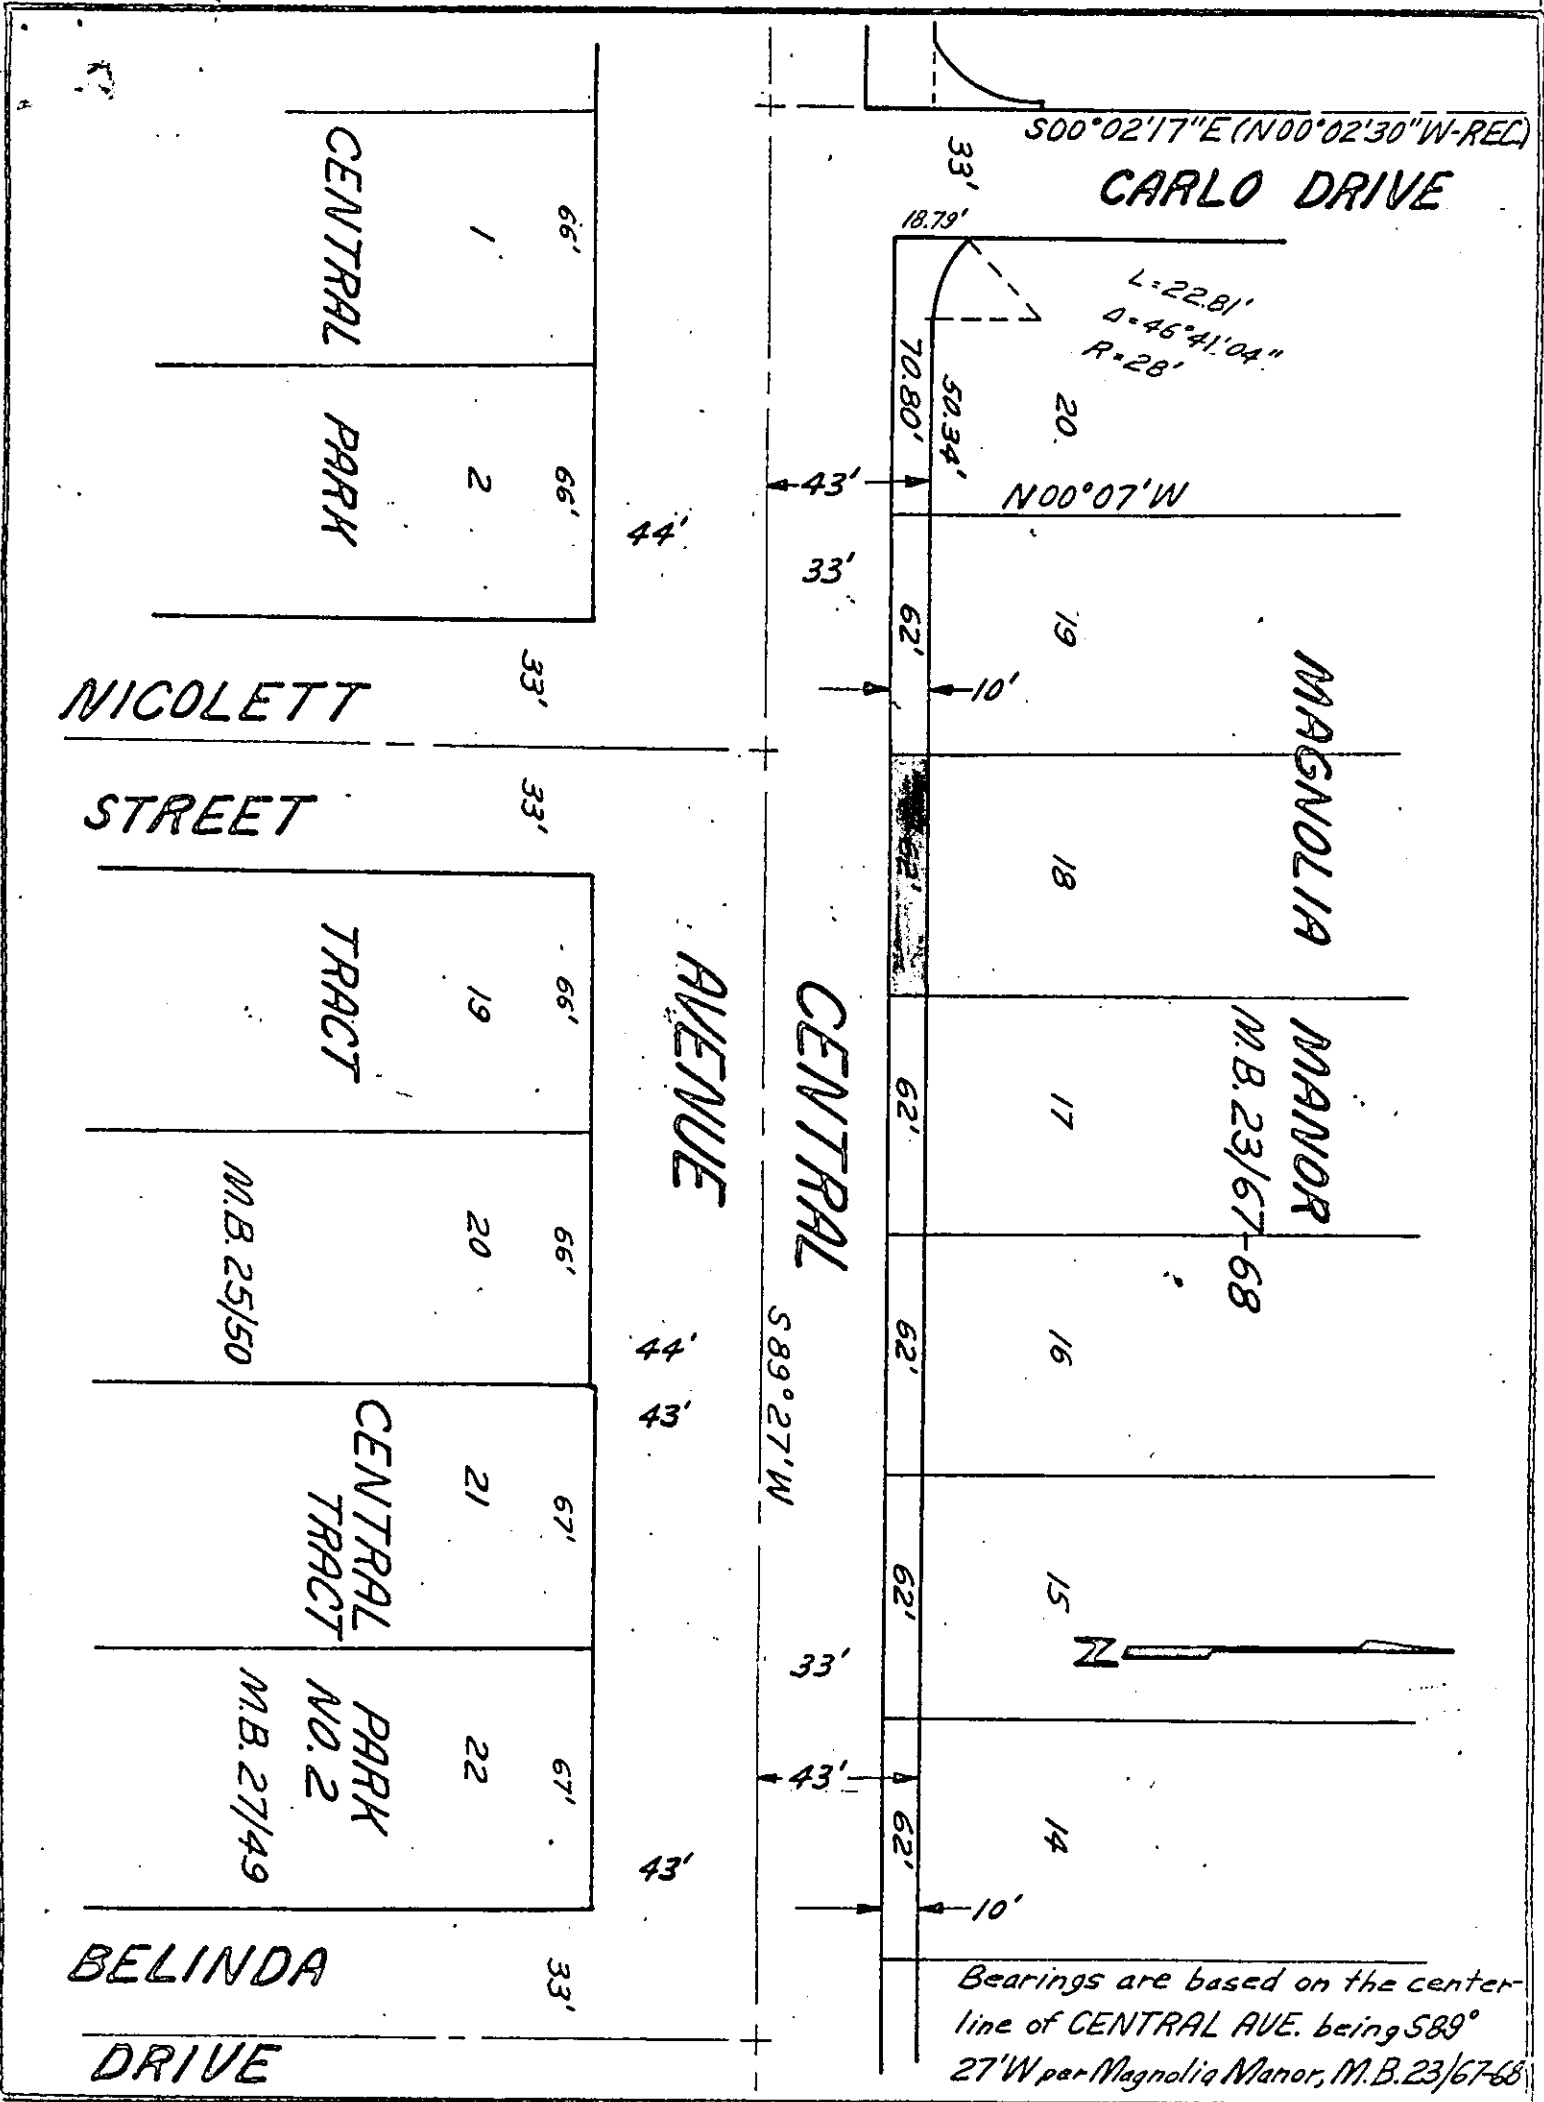 S00°02'17"E (N00°02'30"W-REC.)
CARLO DRIVE
33'
18.79'
L=22.81'
Δ=46°41'04"
R=28'
70.80'
50.34'
20
43'
N00°07'W
CENTRAL PARK
1
66'
2
66'
44'
33'
62'
19
10'
NICOLETT
STREET
33'
33'
62'
18
MAGNOLIA MANOR
M.B. 23/67-68
TRACT
19
66'
CENTRAL
AVENUE
62'
17
M.B. 25/50
20
66'
44'
43'
S89°27'W
62'
16
CENTRAL
TRACT
21
67'
62'
15
N
33'
PARK
NO. 2
M.B. 27/49
22
67'
43'
43'
62'
14
10'
BELINDA
DRIVE
33'
Bearings are based on the center-
line of CENTRAL AVE. being S89°
27'W per Magnolia Manor, M.B. 23/67-68